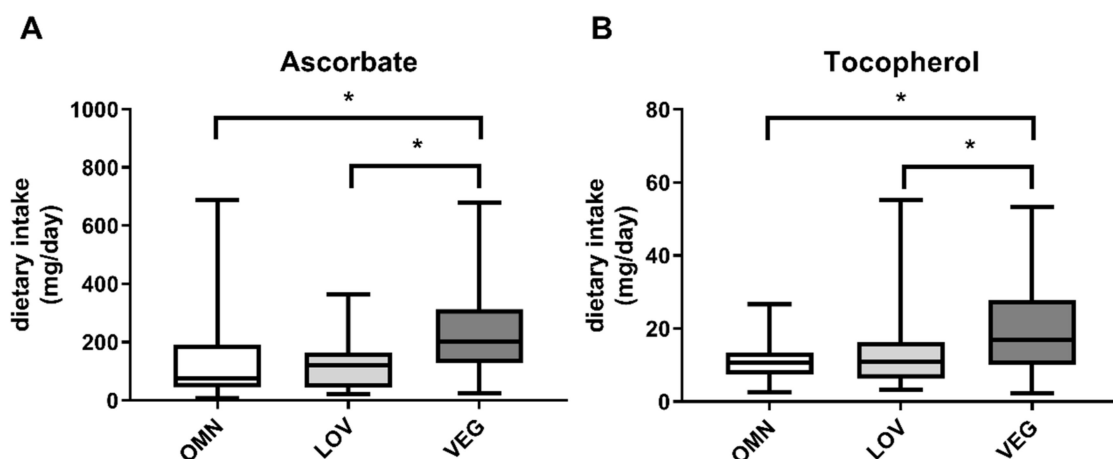 A
Ascorbate
*
*
dietary intake
(mg/day)
1000
800
600
400
200
0
OMN
LOV
VEG
B
Tocopherol
*
*
dietary intake
(mg/day)
80
60
40
20
0
OMN
LOV
VEG